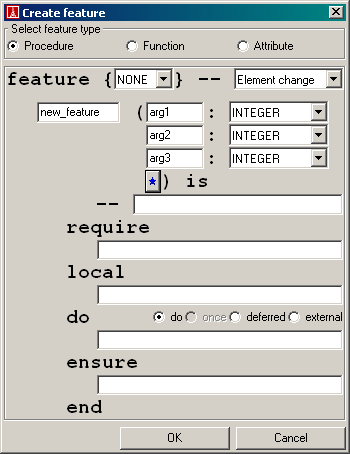 Create feature
Select feature type
Procedure Function Attribute
feature { NONE } -- Element change
new_feature ( arg1 : INTEGER
arg2 : INTEGER
arg3 : INTEGER
) is
--
require
local
do do once deferred external
ensure
end
OK Cancel